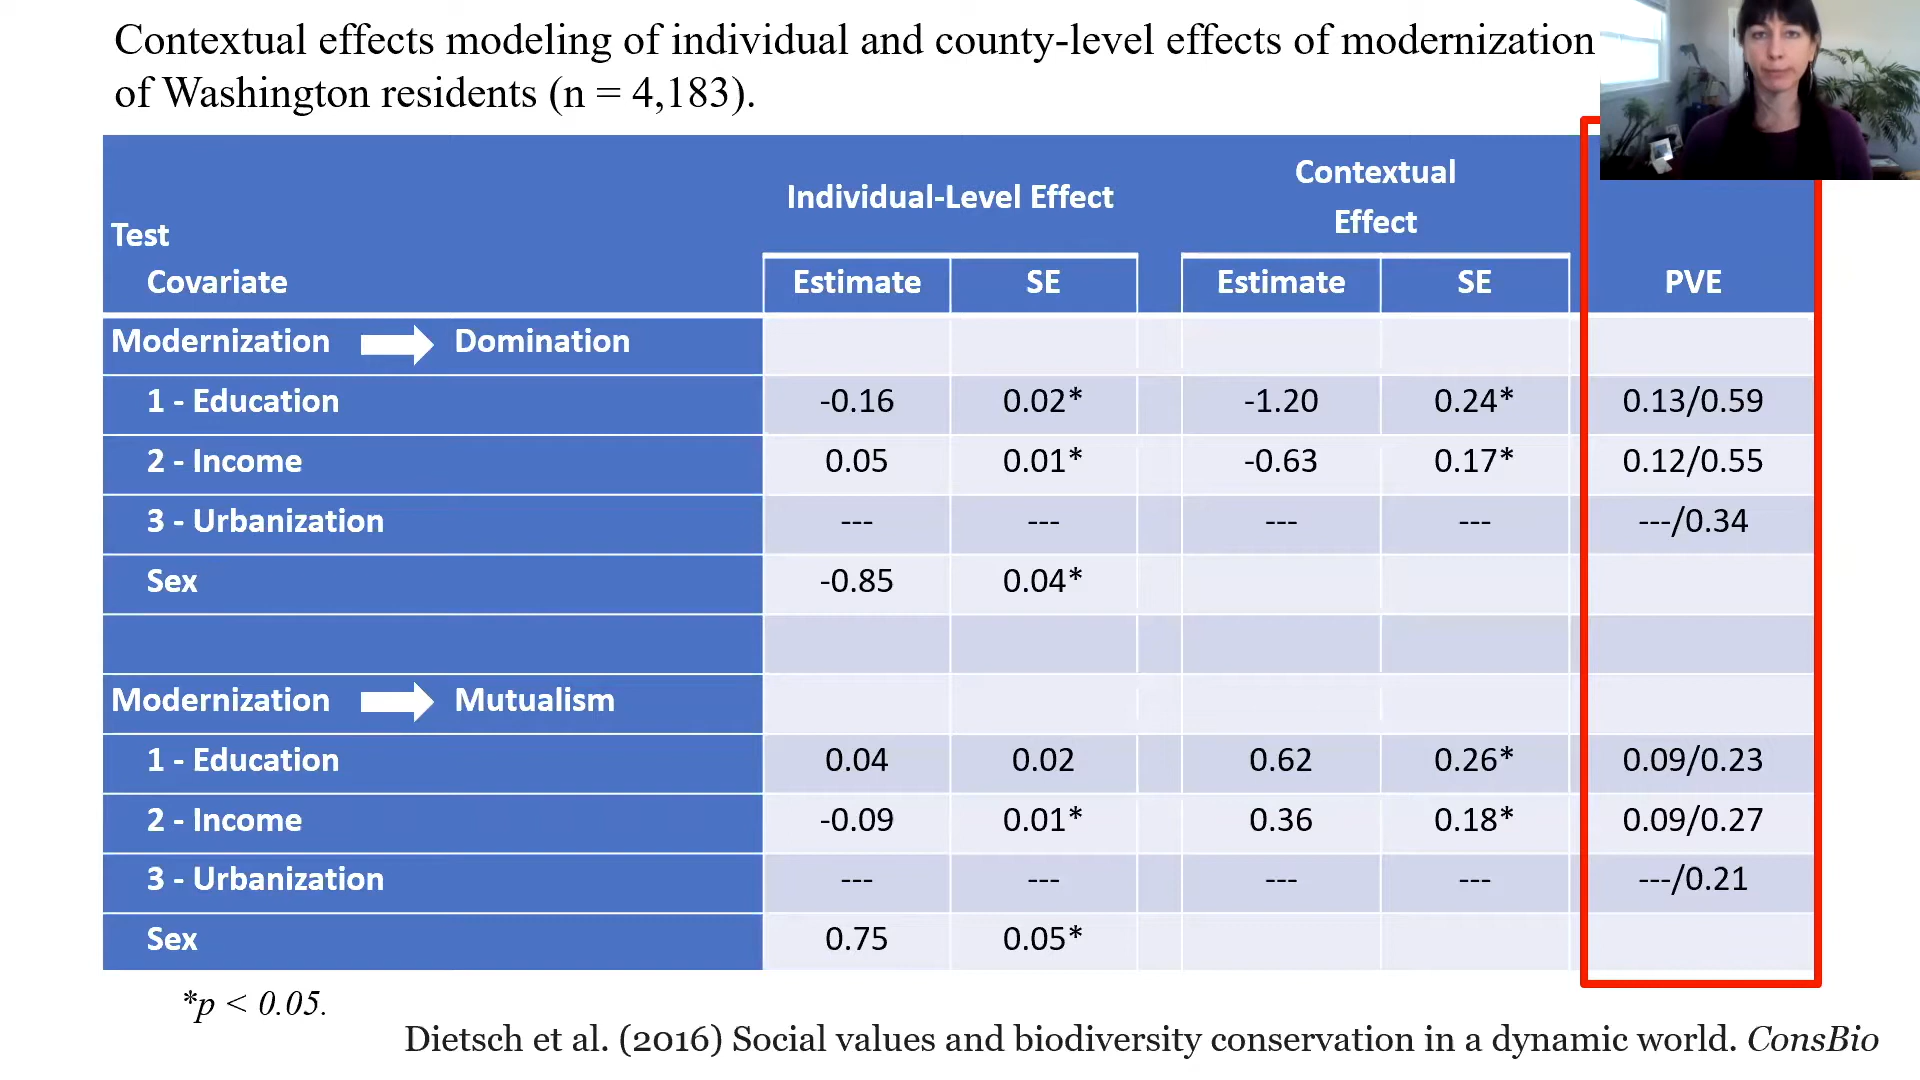 Contextual effects modeling of individual and county-level effects of modernization
of Washington residents (n = 4,183).
Individual-Level Effect
Contextual
Effect
Test
Covariate Estimate SE Estimate SE PVE
Modernization Domination
1 - Education -0.16 0.02* -1.20 0.24* 0.13/0.59
2 - Income 0.05 0.01* -0.63 0.17* 0.12/0.55
3 - Urbanization --- --- --- --- ---/0.34
Sex -0.85 0.04*
Modernization Mutualism
1 - Education 0.04 0.02 0.62 0.26* 0.09/0.23
2 - Income -0.09 0.01* 0.36 0.18* 0.09/0.27
3 - Urbanization --- --- --- --- ---/0.21
Sex 0.75 0.05*
*p < 0.05.
Dietsch et al. (2016) Social values and biodiversity conservation in a dynamic world. ConsBio